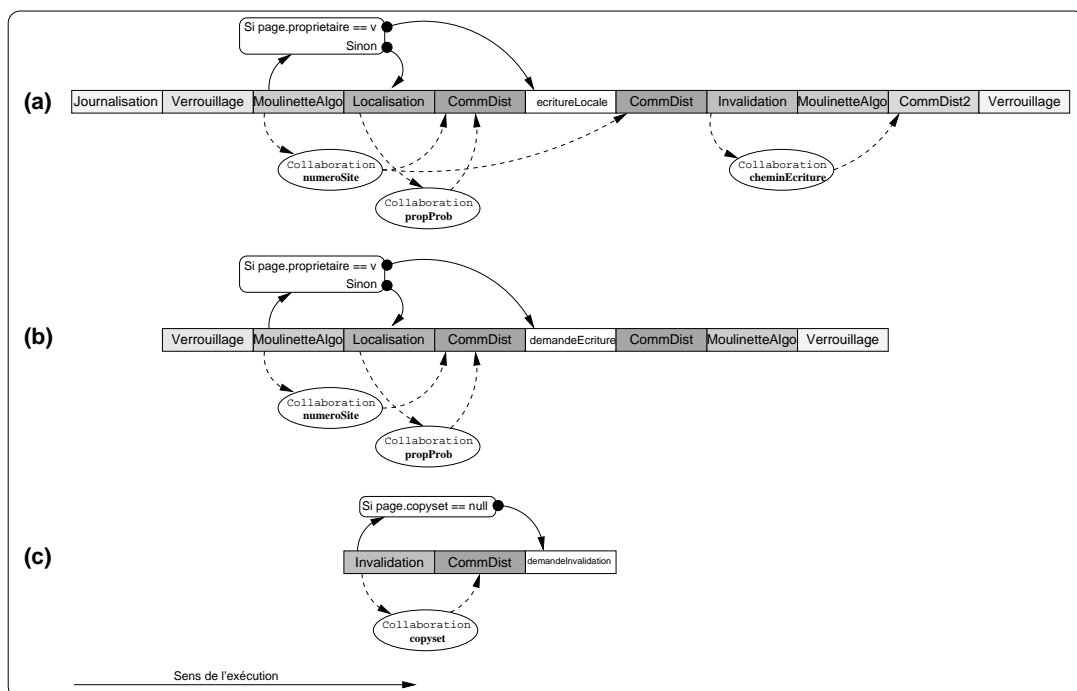 Si page.proprietaire == v
Sinon
(a)
Journalisation Verrouillage MoulinetteAlgo Localisation CommDist ecritureLocale CommDist Invalidation MoulinetteAlgo CommDist2 Verrouillage
Collaboration
numeroSite
Collaboration
cheminEcriture
Collaboration
propProb
Si page.proprietaire == v
Sinon
(b)
Verrouillage MoulinetteAlgo Localisation CommDist demandeEcriture CommDist MoulinetteAlgo Verrouillage
Collaboration
numeroSite
Collaboration
propProb
Si page.copyset == null
(c)
Invalidation CommDist demandeInvalidation
Collaboration
copyset
Sens de l'exécution